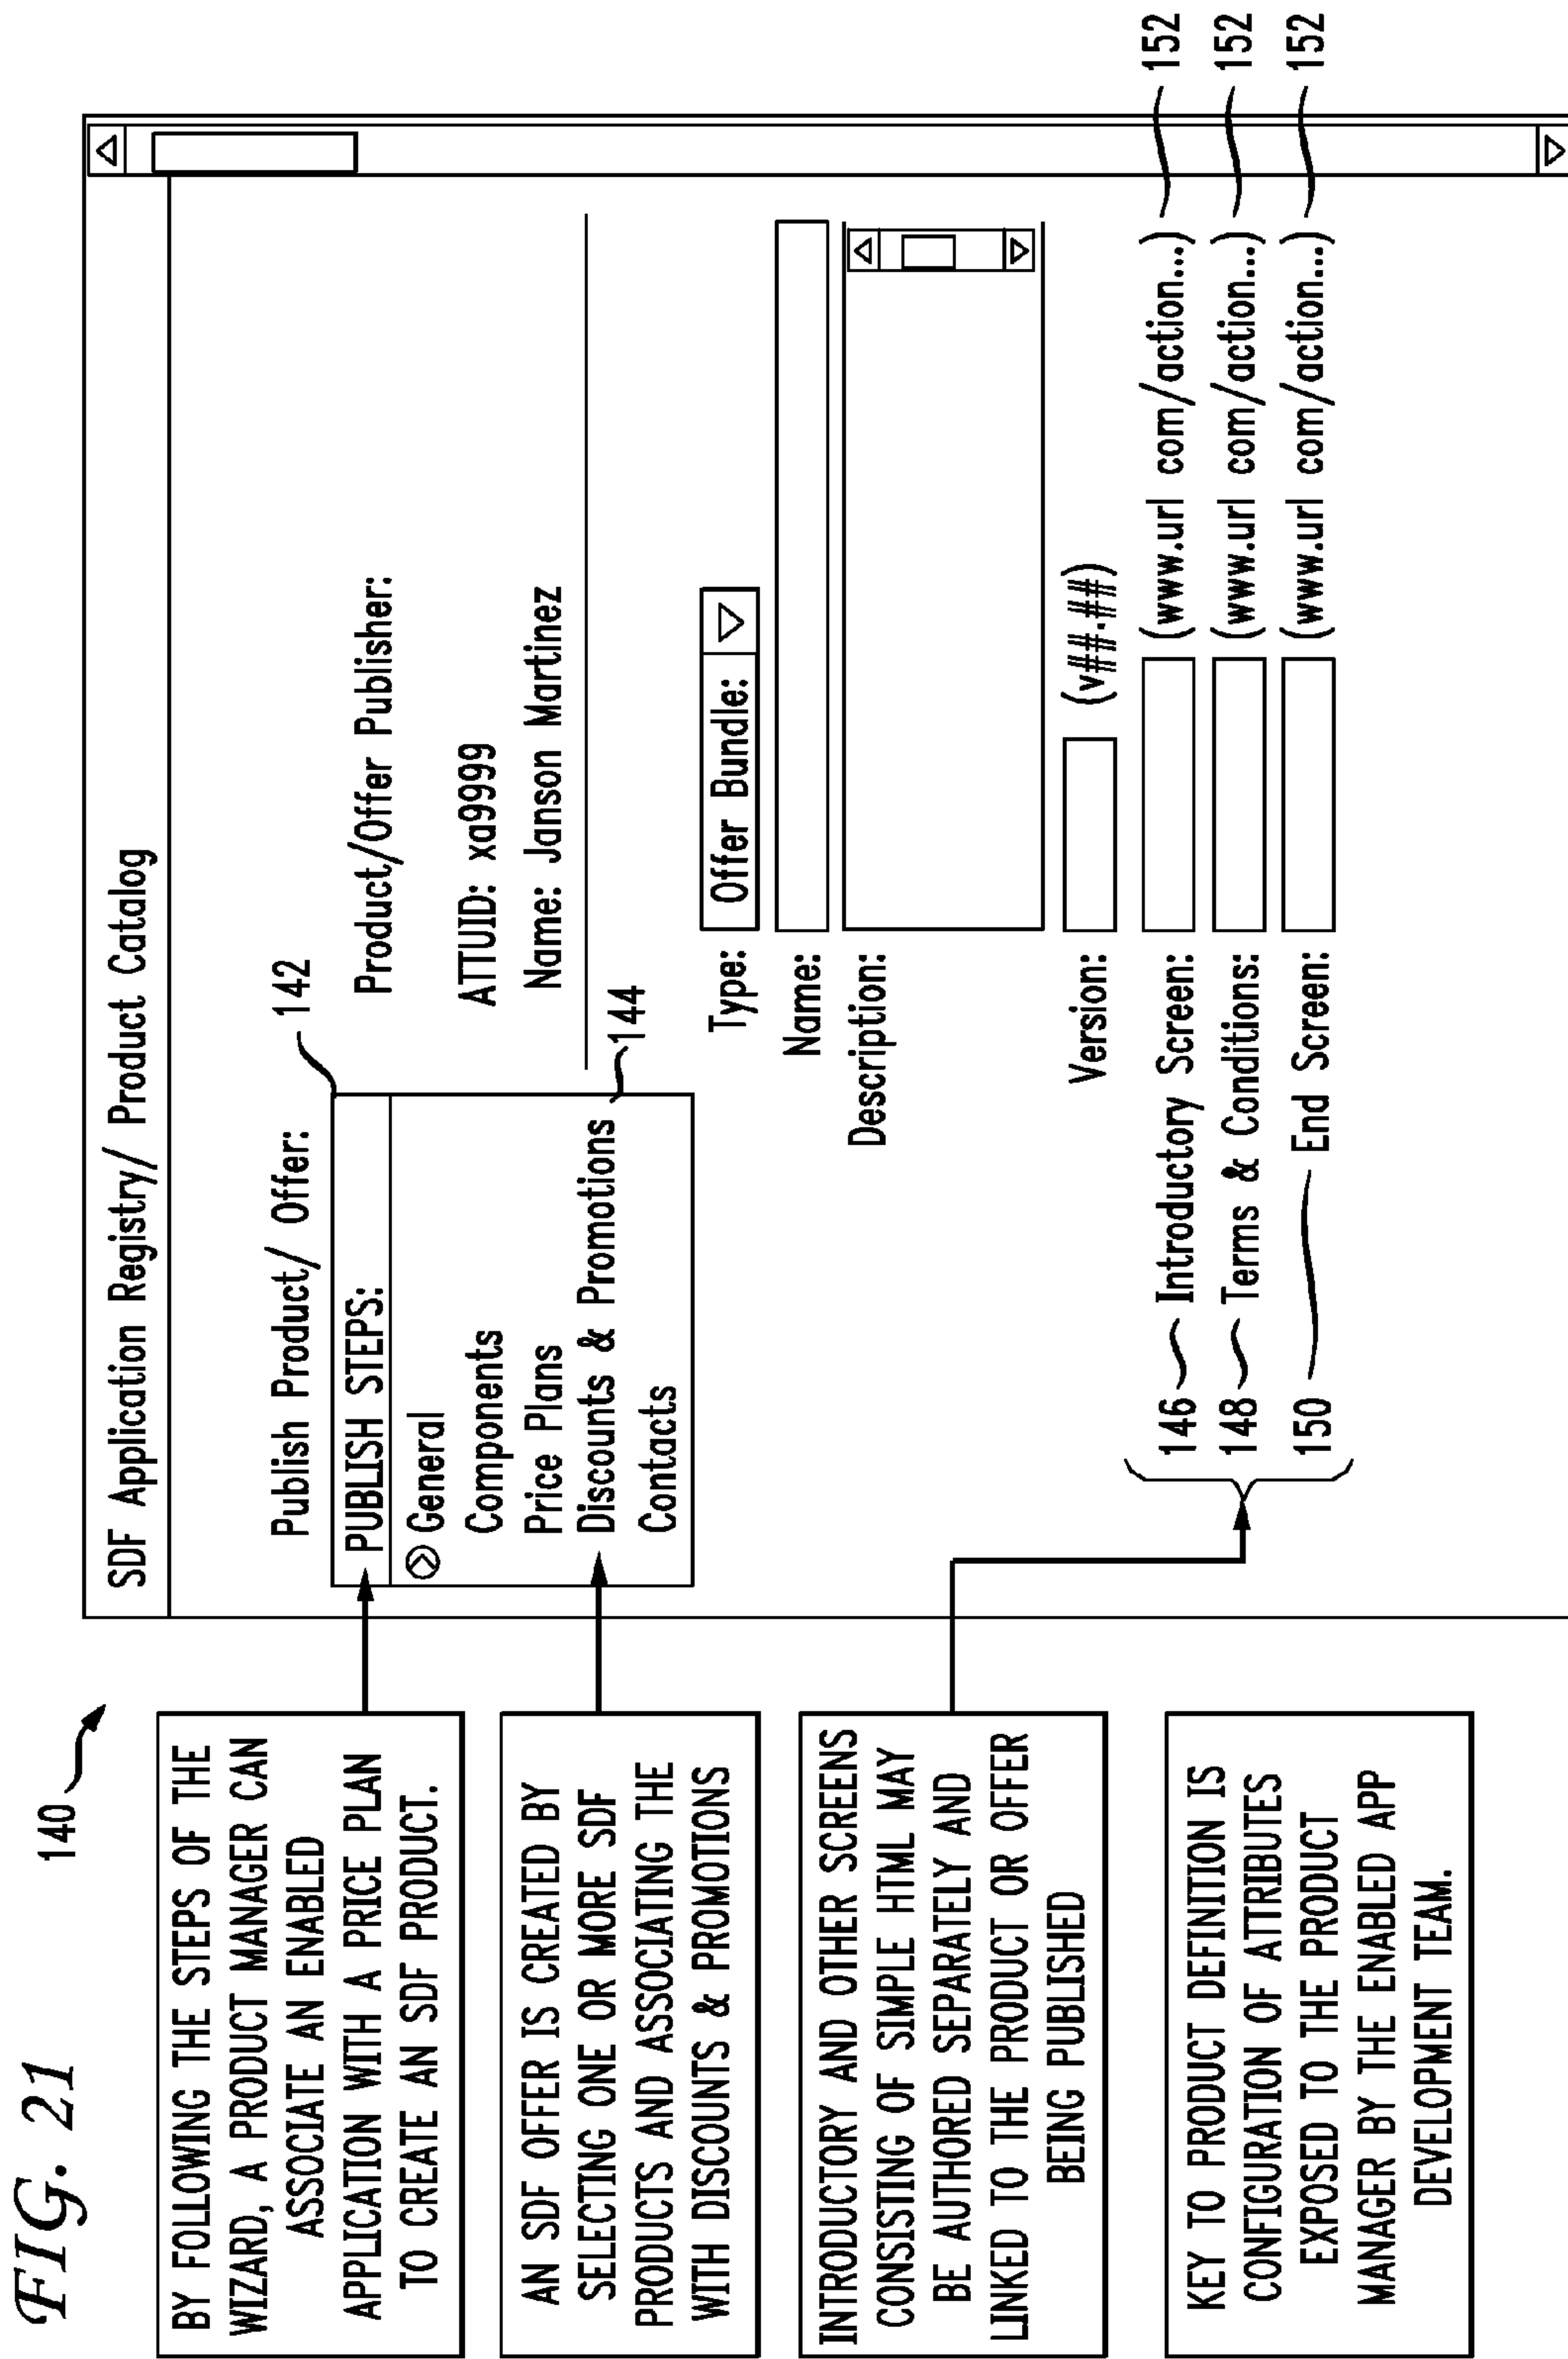 FIG. 21
140
BY FOLLOWING THE STEPS OF THE
WIZARD, A PRODUCT MANAGER CAN
ASSOCIATE AN ENABLED
APPLICATION WITH A PRICE PLAN
TO CREATE AN SDF PRODUCT.
AN SDF OFFER IS CREATED BY
SELECTING ONE OR MORE SDF
PRODUCTS AND ASSOCIATING THE
WITH DISCOUNTS & PROMOTIONS
INTRODUCTORY AND OTHER SCREENS
CONSISTING OF SIMPLE HTML MAY
BE AUTHORED SEPARATELY AND
LINKED TO THE PRODUCT OR OFFER
BEING PUBLISHED
KEY TO PRODUCT DEFINITION IS
CONFIGURATION OF ATTRIBUTES
EXPOSED TO THE PRODUCT
MANAGER BY THE ENABLED APP
DEVELOPMENT TEAM.
SDF Application Registry/ Product Catalog
Publish Product/ Offer:
142
PUBLISH STEPS:
General
Components
Price Plans
Discounts & Promotions
Contacts
144
Product/Offer Publisher:
ATTUID: xa9999
Name: Janson Martinez
Type: Offer Bundle:
Name:
Description:
Version: (v##.##)
146 Introductory Screen: (www.url com/action...) 152
148 Terms & Conditions: (www.url com/action...) 152
150 End Screen: (www.url com/action...) 152